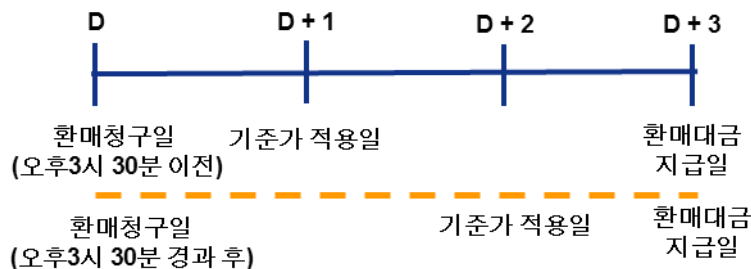 D D + 1 D + 2 D + 3
환매청구일 기준가 적용일 환매대금
(오후3시 30분 이전) 지급일
환매청구일 기준가 적용일 환매대금
(오후3시 30분 경과 후) 지급일